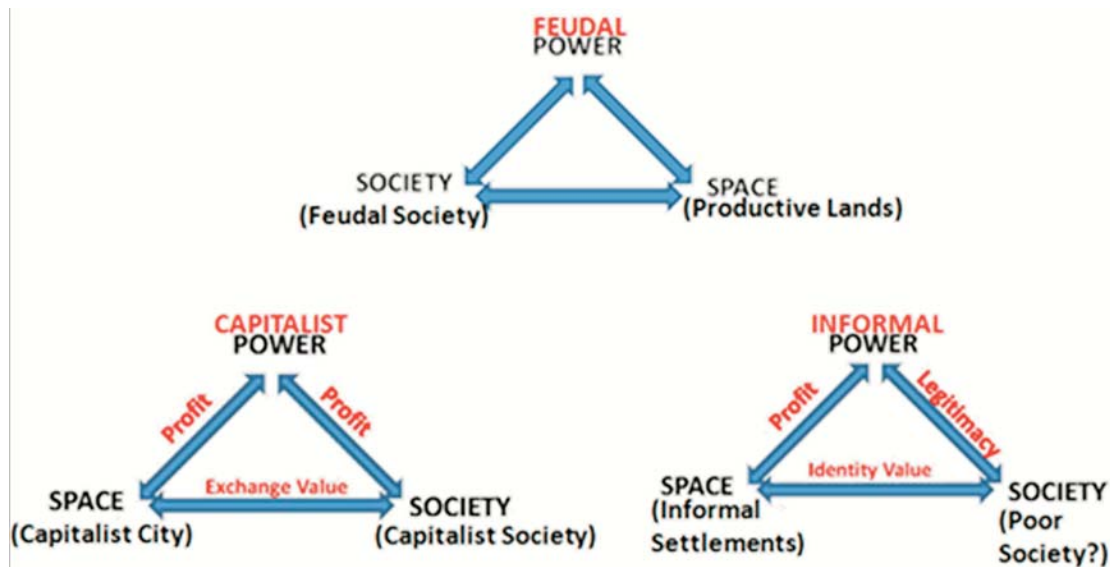 FEUDAL
POWER
SOCIETY
(Feudal Society)
SPACE
(Productive Lands)
CAPITALIST
POWER
Profit
Profit
Exchange Value
SPACE
(Capitalist City)
SOCIETY
(Capitalist Society)
INFORMAL
POWER
Profit
Legitimacy
Identity Value
SPACE
(Informal
Settlements)
SOCIETY
(Poor
Society?)